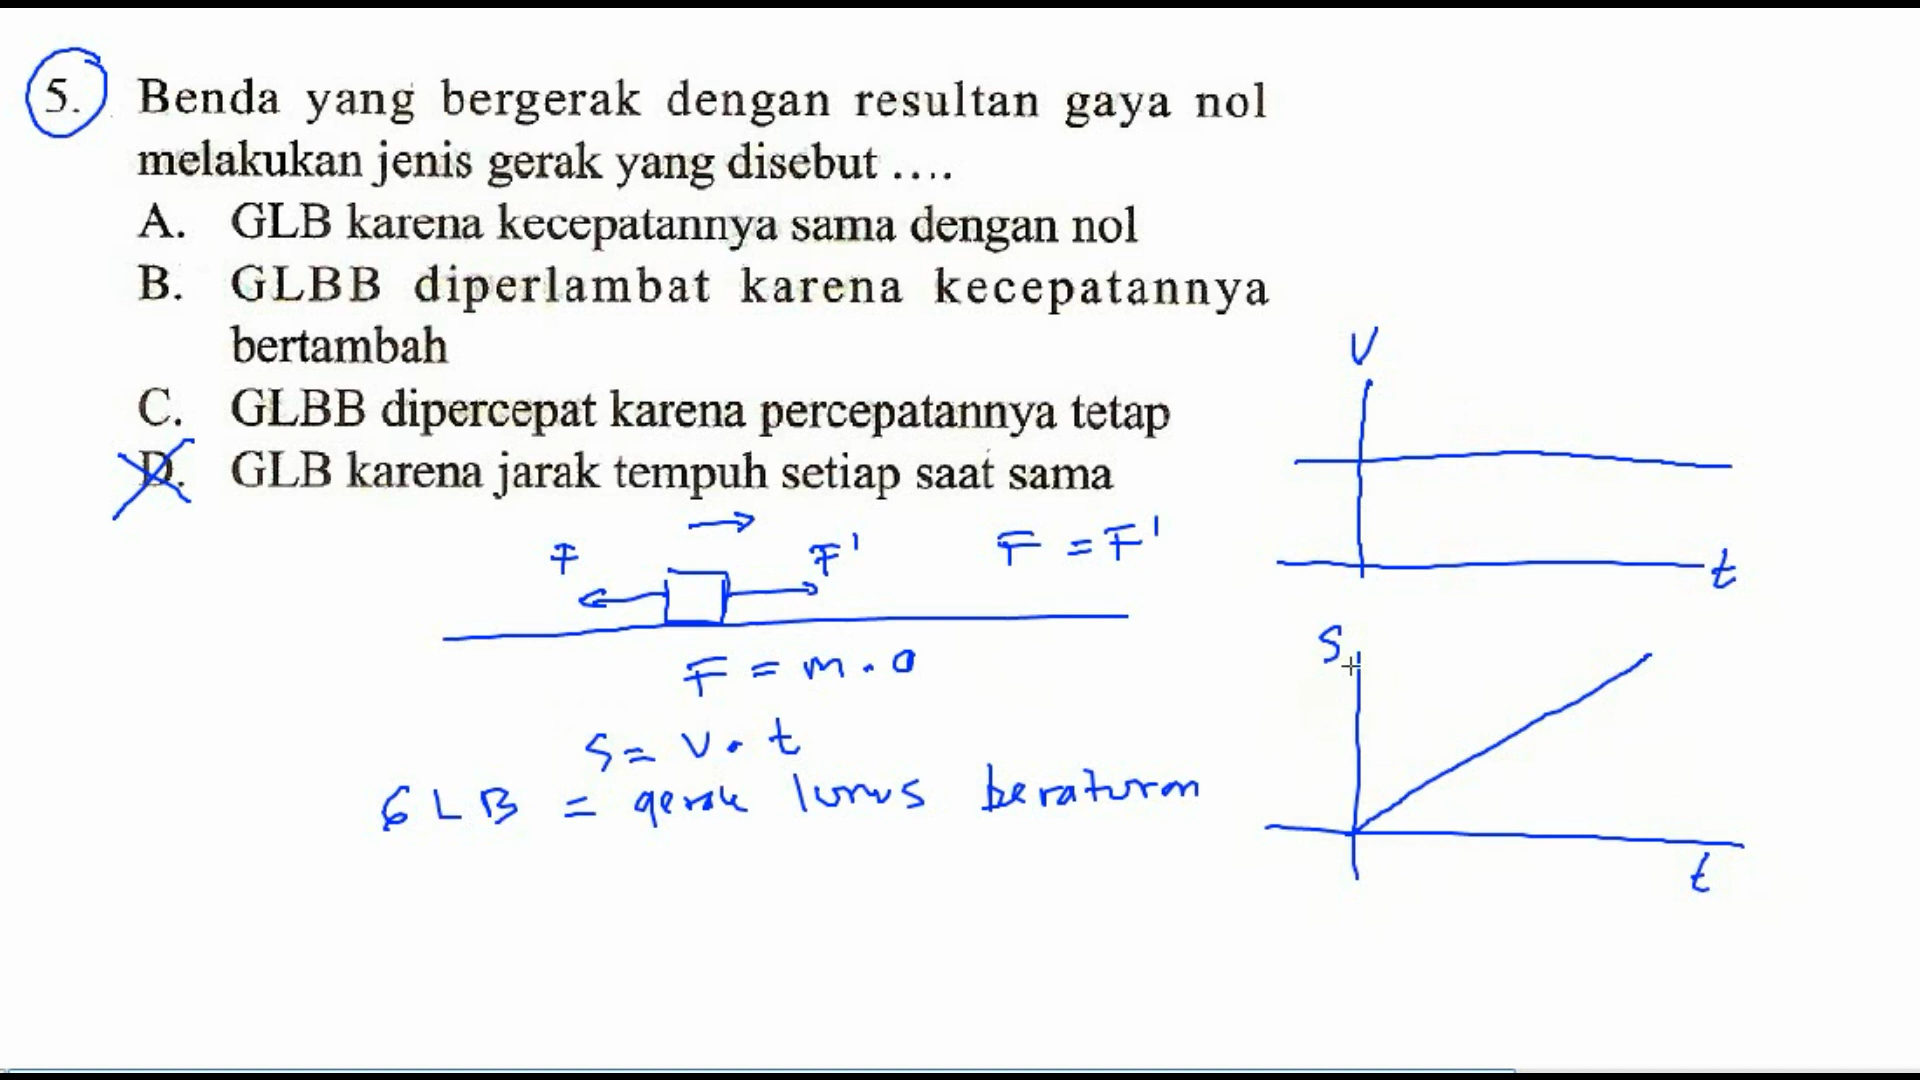 5. Benda yang bergerak dengan resultan gaya nol
melakukan jenis gerak yang disebut ....
A. GLB karena kecepatannya sama dengan nol
B. GLBB diperlambat karena kecepatannya
bertambah
C. GLBB dipercepat karena percepatannya tetap
D. GLB karena jarak tempuh setiap saat sama
F F' F = F'
F = m . a
S = v . t
GLB = gerak lurus beraturan
V
t
S
t